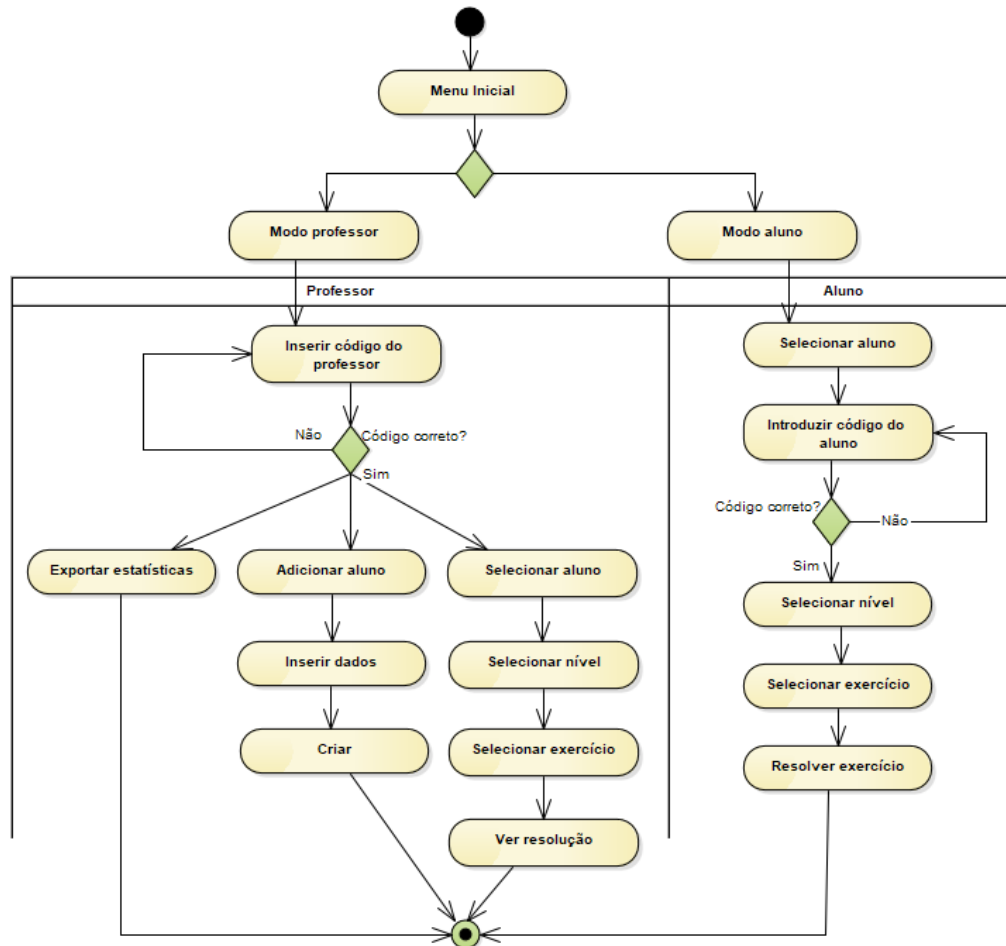 Menu Inicial
Modo professor
Modo aluno
Professor
Aluno
Inserir código do
professor
Não
Código correto?
Sim
Exportar estatísticas
Adicionar aluno
Selecionar aluno
Inserir dados
Selecionar nível
Criar
Selecionar exercício
Ver resolução
Selecionar aluno
Introduzir código do
aluno
Código correto?
Não
Sim
Selecionar nível
Selecionar exercício
Resolver exercício